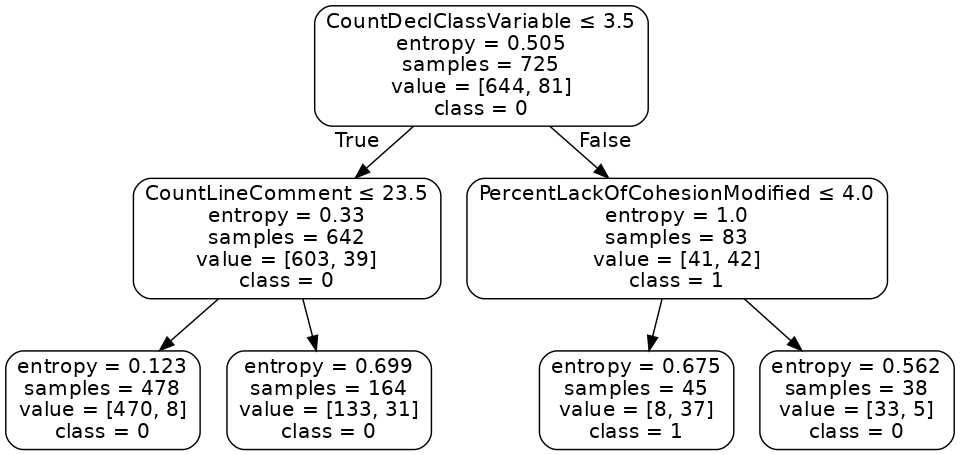 CountDeclClassVariable ≤ 3.5
entropy = 0.505
samples = 725
value = [644, 81]
class = 0
True
False
CountLineComment ≤ 23.5
entropy = 0.33
samples = 642
value = [603, 39]
class = 0
PercentLackOfCohesionModified ≤ 4.0
entropy = 1.0
samples = 83
value = [41, 42]
class = 1
entropy = 0.123
samples = 478
value = [470, 8]
class = 0
entropy = 0.699
samples = 164
value = [133, 31]
class = 0
entropy = 0.675
samples = 45
value = [8, 37]
class = 1
entropy = 0.562
samples = 38
value = [33, 5]
class = 0